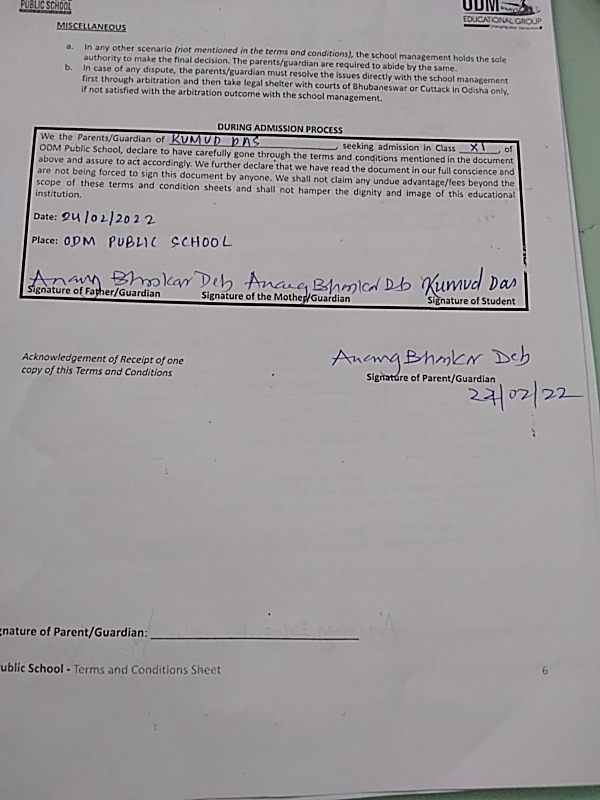 PUBLIC SCHOOL
ODM
EDUCATIONAL GROUP
MISCELLANEOUS
a. In any other scenario (not mentioned in the terms and conditions), the school management holds the sole
authority to make the final decision. The parents/guardian are required to abide by the same.
b. In case of any dispute, the parents/guardian must resolve the issues directly with the school management
first through arbitration and then take legal shelter with courts of Bhubaneswar or Cuttack in Odisha only,
if not satisfied with the arbitration outcome with the school management.
DURING ADMISSION PROCESS
We the Parents/Guardian of KUMUD DAS, seeking admission in Class XI, of
ODM Public School, declare to have carefully gone through the terms and conditions mentioned in the document
above and assure to act accordingly. We further declare that we have read the document in our full conscience and
are not being forced to sign this document by anyone. We shall not claim any undue advantage/fees beyond the
scope of these terms and condition sheets and shall not hamper the dignity and image of this educational
institution.
Date: 24/02/2022
Place: ODM PUBLIC SCHOOL
Anang Bhaskar Deb Anang Bhaskar Deb Kumud Das
Signature of Father/Guardian Signature of the Mother/Guardian Signature of Student
Acknowledgement of Receipt of one
copy of this Terms and Conditions
Anang Bhaskar Deb
Signature of Parent/Guardian
24/02/22
gnature of Parent/Guardian:
ublic School - Terms and Conditions Sheet 6